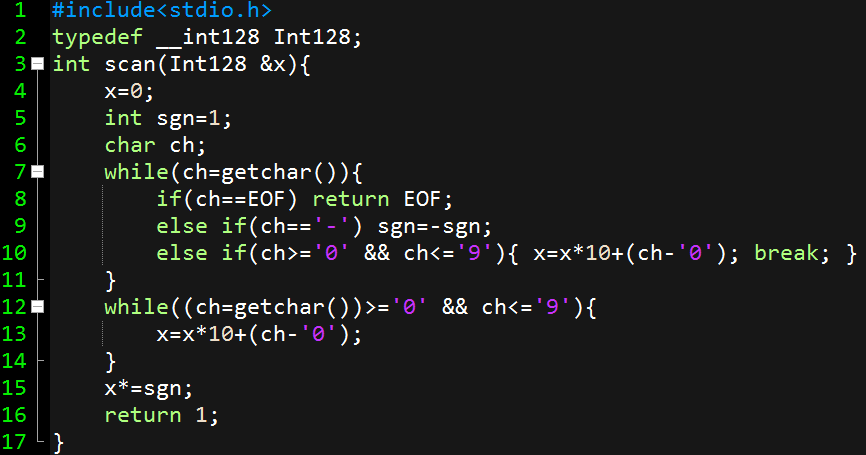 1 #include<stdio.h>
2 typedef __int128 Int128;
3 int scan(Int128 &x){
4     x=0;
5     int sgn=1;
6     char ch;
7     while(ch=getchar()){
8         if(ch==EOF) return EOF;
9         else if(ch=='-') sgn=-sgn;
10         else if(ch>='0' && ch<='9'){ x=x*10+(ch-'0'); break; }
11     }
12     while((ch=getchar())>='0' && ch<='9'){
13         x=x*10+(ch-'0');
14     }
15     x*=sgn;
16     return 1;
17 }